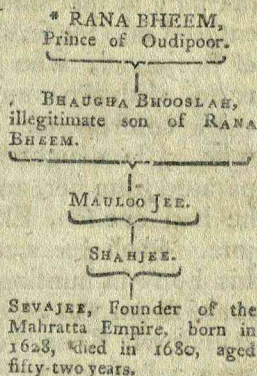 * RANA BHEEM,
Prince of Oudipoor.
BHAUGHA BHOOSLAH,
illegitimate son of RANA
BHEEM.
MAULOO JEE.
SHAHJEE.
SEVAJEE, Founder of the
Mahratta Empire, born in
1628, died in 1680, aged
fifty-two years.